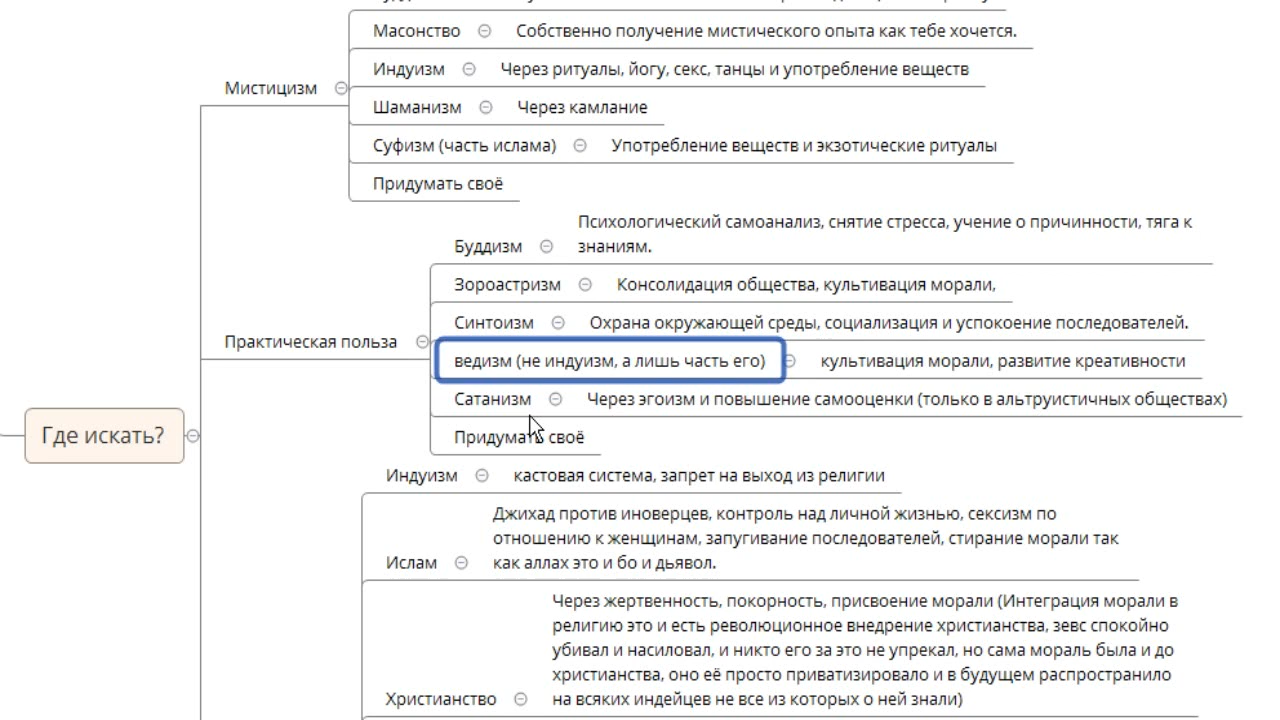 Масонство Собственно получение мистического опыта как тебе хочется.
Индуизм Через ритуалы, йогу, секс, танцы и употребление веществ
Мистицизм
Шаманизм Через камлание
Суфизм (часть ислама) Употребление веществ и экзотические ритуалы
Придумать своё
Психологический самоанализ, снятие стресса, учение о причинности, тяга к
Буддизм знаниям.
Зороастризм Консолидация общества, культивация морали,
Синтоизм Охрана окружающей среды, социализация и успокоение последователей.
Практическая польза
ведизм (не индуизм, а лишь часть его) культивация морали, развитие креативности
Сатанизм Через эгоизм и повышение самооценки (только в альтруистичных обществах)
Где искать?
Придумать своё
Индуизм кастовая система, запрет на выход из религии
Джихад против иноверцев, контроль над личной жизнью, сексизм по
отношению к женщинам, запугивание последователей, стирание морали так
Ислам как аллах это и бо и дьявол.
Через жертвенность, покорность, присвоение морали (Интеграция морали в
религию это и есть революционное внедрение христианства, зевс спокойно
убивал и насиловал, и никто его за это не упрекал, но сама мораль была и до
христианства, оно её просто приватизировало и в будущем распространило
Христианство на всяких индейцев не все из которых о ней знали)